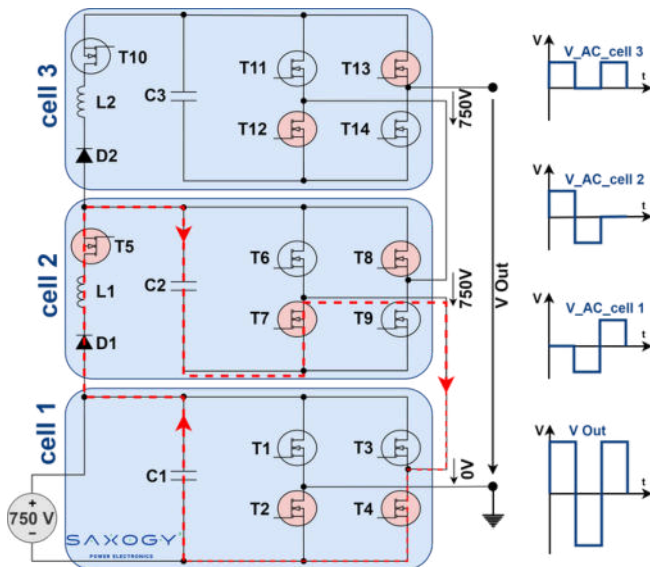 cell 3
T10
L2
D2
C3
T11
T12
T13
T14
750V
cell 2
T5
L1
D1
C2
T6
T7
T8
T9
750V
V Out
cell 1
C1
T1
T2
T3
T4
0V
+
750 V
−
SAXOGY
POWER ELECTRONICS
V
V_AC_cell 3
t
V
V_AC_cell 2
t
V
V_AC_cell 1
t
V
V Out
t